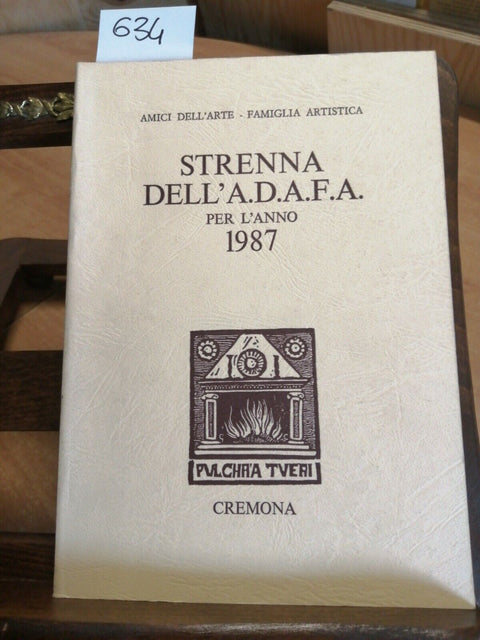 634
AMICI DELL'ARTE - FAMIGLIA ARTISTICA
STRENNA
DELL'A.D.A.F.A.
PER L'ANNO
1987
PVLCHRA TVERI
CREMONA